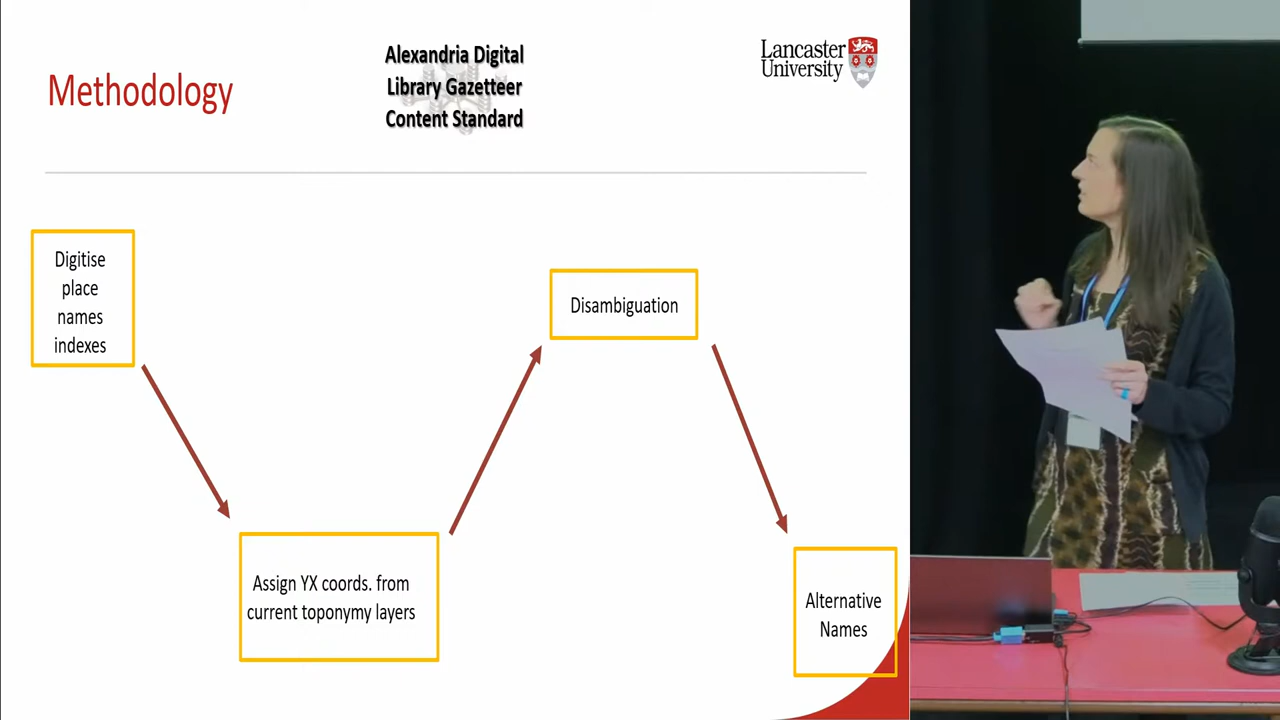 Methodology
Alexandria Digital
Library Gazetteer
Content Standard
Lancaster
University
Digitise
place
names
indexes
Assign YX coords. from
current toponymy layers
Disambiguation
Alternative
Names